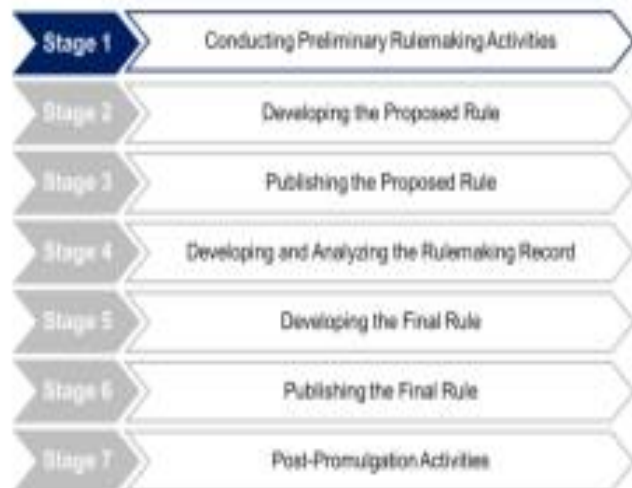 Stage 1 Conducting Preliminary Rulemaking Activities
Stage 2 Developing the Proposed Rule
Stage 3 Publishing the Proposed Rule
Stage 4 Developing and Analyzing the Rulemaking Record
Stage 5 Developing the Final Rule
Stage 6 Publishing the Final Rule
Stage 7 Post-Promulgation Activities